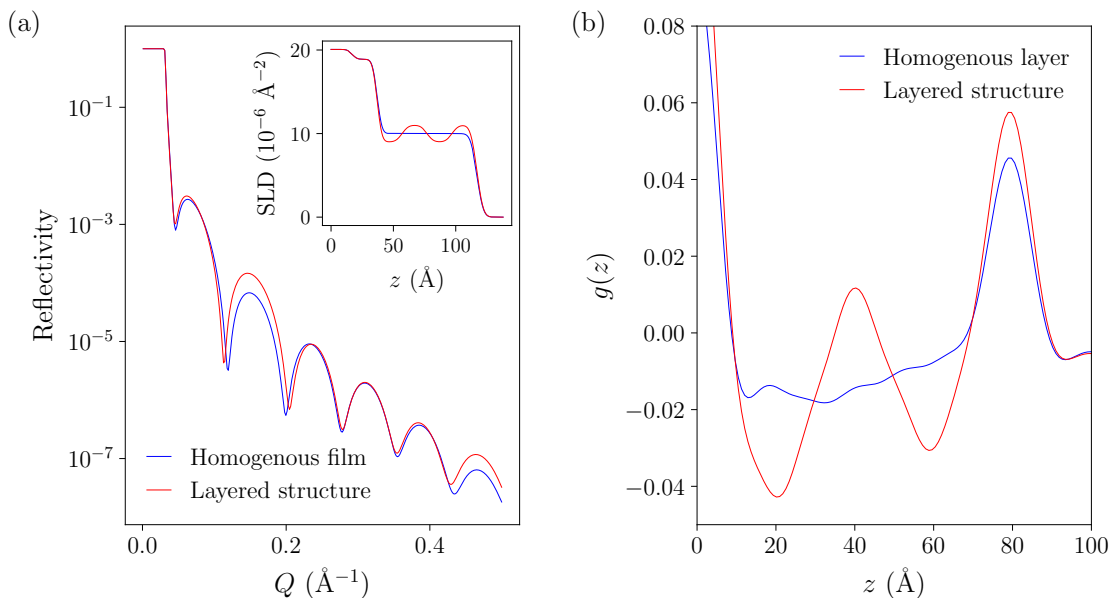 (a)
10⁻¹
10⁻³
10⁻⁵
10⁻⁷
Reflectivity
0.0 0.2 0.4
Q (Å⁻¹)
Homogenous film
Layered structure
20
10
0
SLD (10⁻⁶ Å⁻²)
0 50 100
z (Å)
(b)
0.08
0.06
0.04
0.02
0.00
−0.02
−0.04
g(z)
0 20 40 60 80 100
z (Å)
Homogenous layer
Layered structure